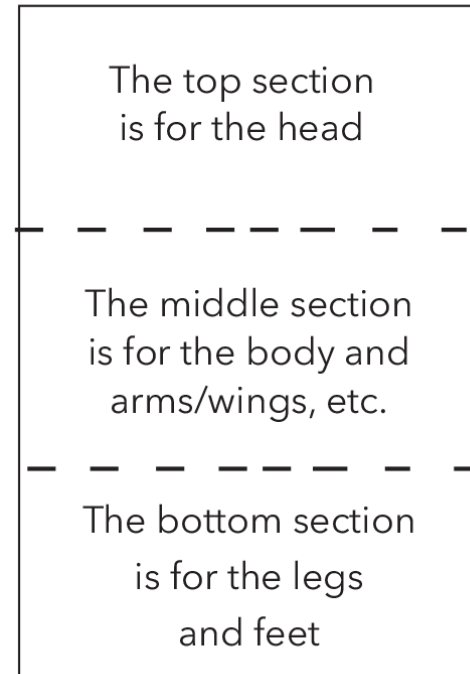 The top section
is for the head
The middle section
is for the body and
arms/wings, etc.
The bottom section
is for the legs
and feet